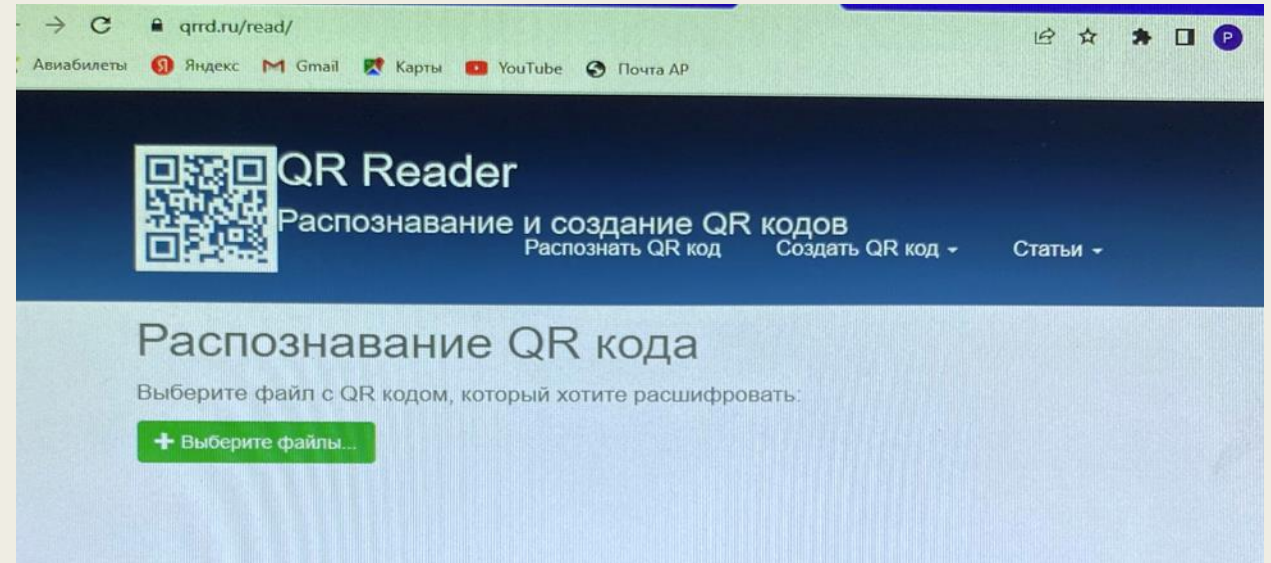 qrrd.ru/read/
P
Авиабилеты Я Яндекс Gmail Карты YouTube Почта АР
QR Reader
Распознавание и создание QR кодов
Распознать QR код Создать QR код Статьи
Распознавание QR кода
Выберите файл с QR кодом, который хотите расшифровать:
+ Выберите файлы...